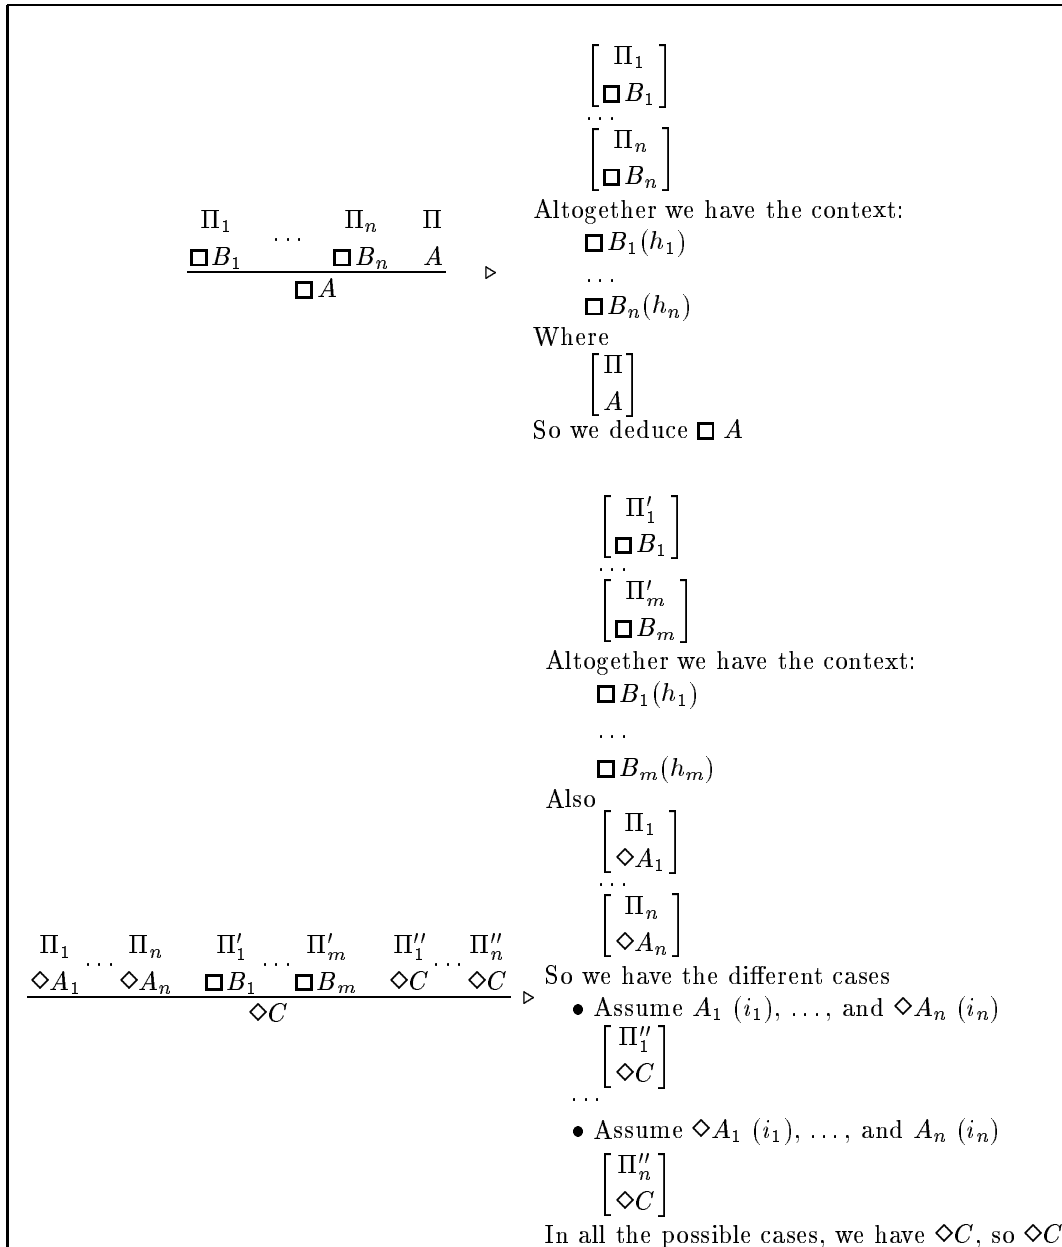 Π₁
□B₁
...
Πₙ
□Bₙ
Altogether we have the context:
Π₁ ... Πₙ Π
□B₁ □Bₙ A
□A
▷
□B₁(h₁)
...
□Bₙ(hₙ)
Where
Π
A
So we deduce □ A
Π′₁
□B₁
...
Π′ₘ
□Bₘ
Altogether we have the context:
□B₁(h₁)
...
□Bₘ(hₘ)
Also
Π₁
◇A₁
...
Πₙ
◇Aₙ
Π₁ ... Πₙ Π′₁ ... Π′ₘ Π″₁ ... Π″ₙ
◇A₁ ◇Aₙ □B₁ □Bₘ ◇C ◇C
◇C
▷
So we have the different cases
• Assume A₁ (i₁), ..., and ◇Aₙ (iₙ)
Π″₁
◇C
...
• Assume ◇A₁ (i₁), ..., and Aₙ (iₙ)
Π″ₙ
◇C
In all the possible cases, we have ◇C, so ◇C